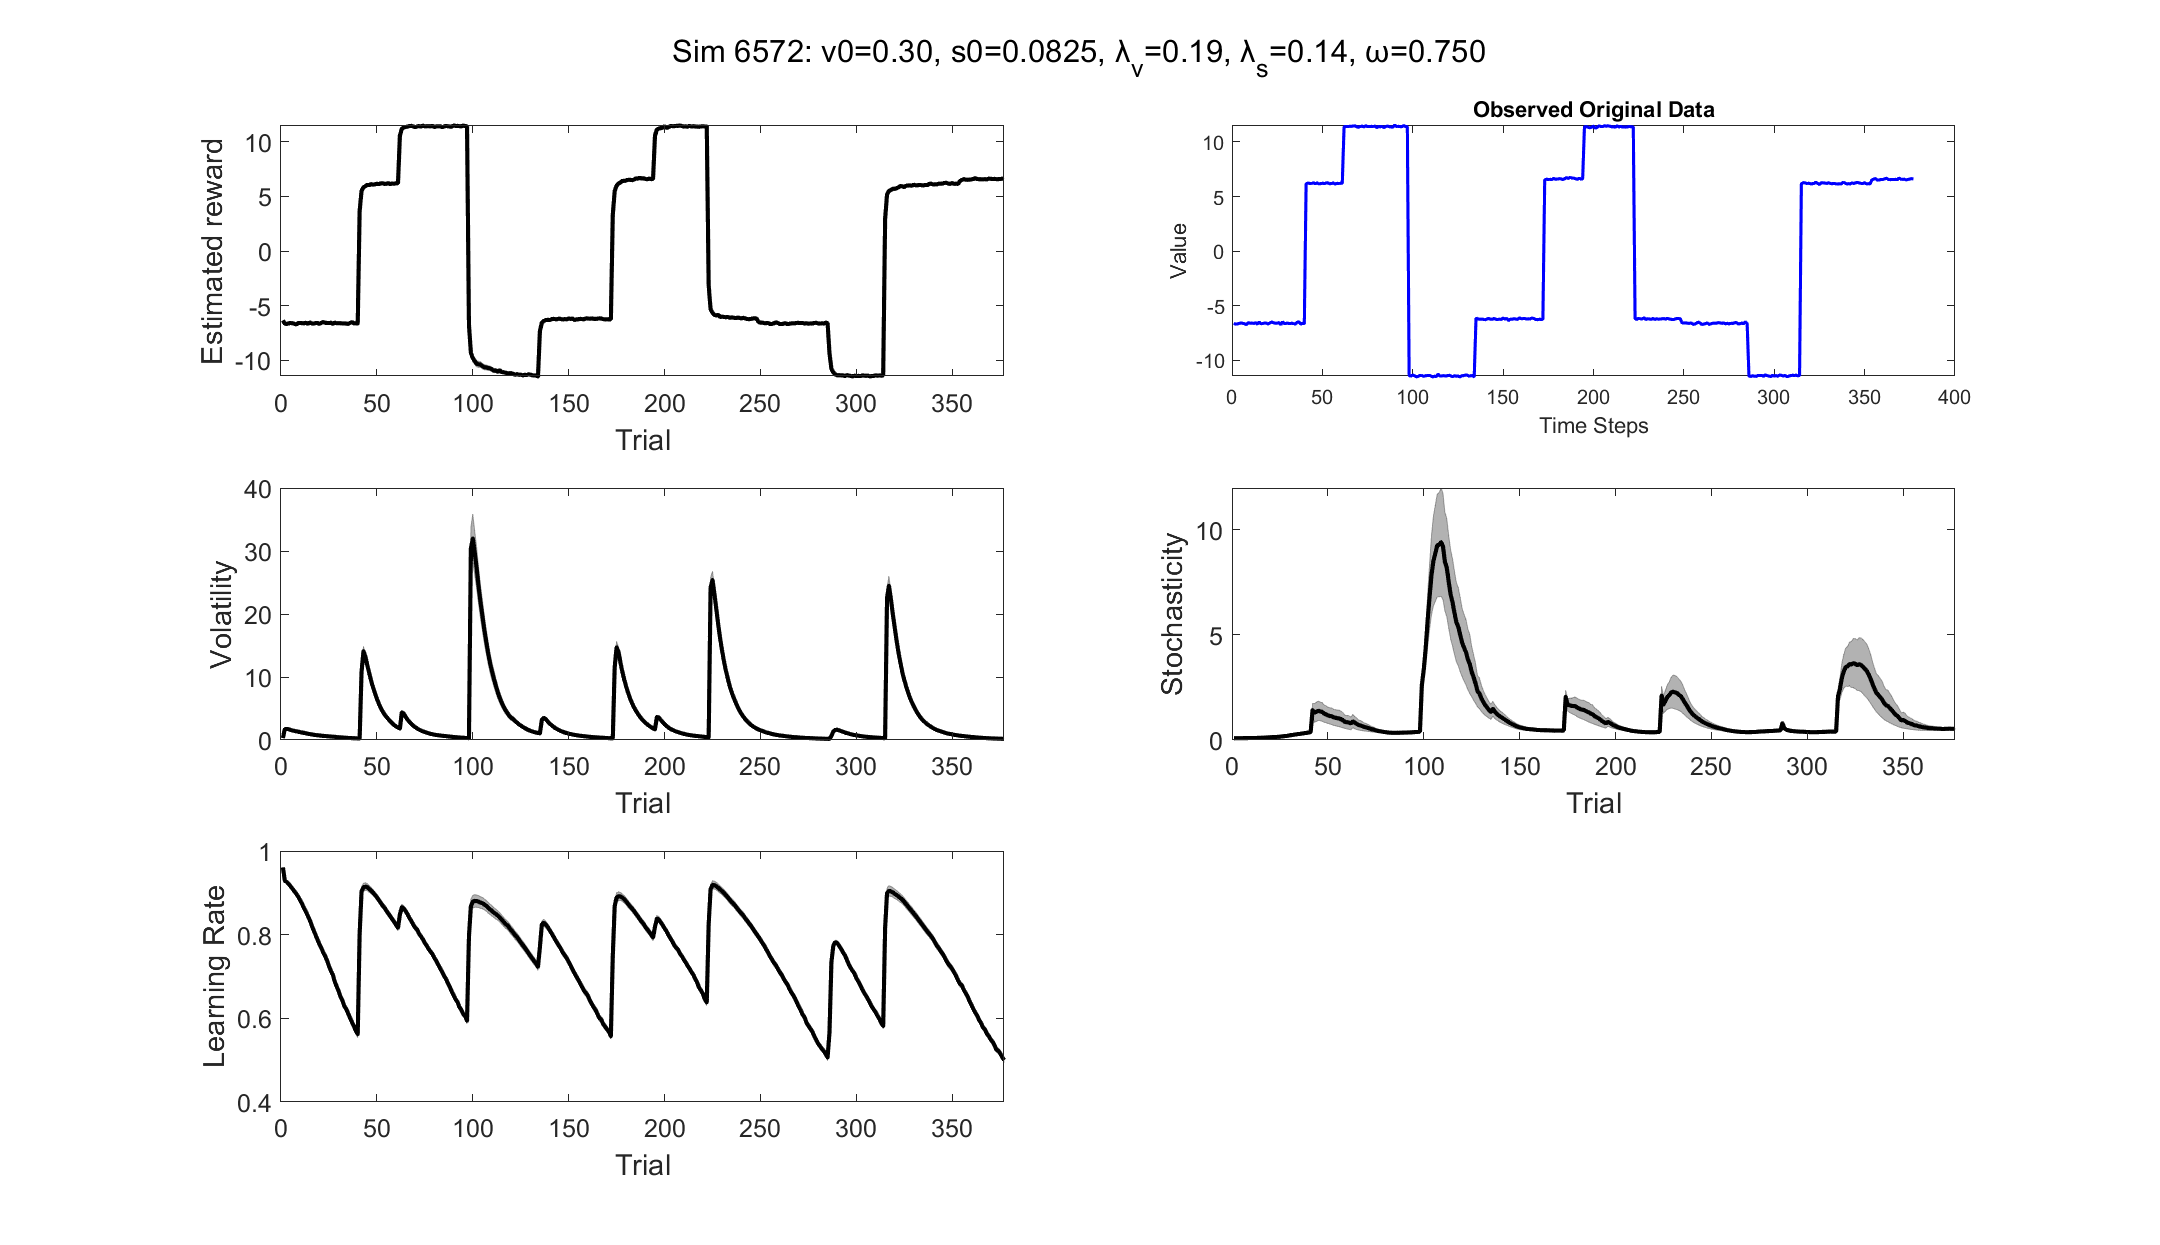 Sim 6572: v0=0.30, s0=0.0825, λ_v=0.19, λ_s=0.14, ω=0.750
Estimated reward
10
5
0
-5
-10
0 50 100 150 200 250 300 350
Trial
Observed Original Data
Value
10
5
0
-5
-10
0 50 100 150 200 250 300 350 400
Time Steps
Volatility
40
30
20
10
0
0 50 100 150 200 250 300 350
Trial
Stochasticity
10
5
0
0 50 100 150 200 250 300 350
Trial
Learning Rate
1
0.8
0.6
0.4
0 50 100 150 200 250 300 350
Trial